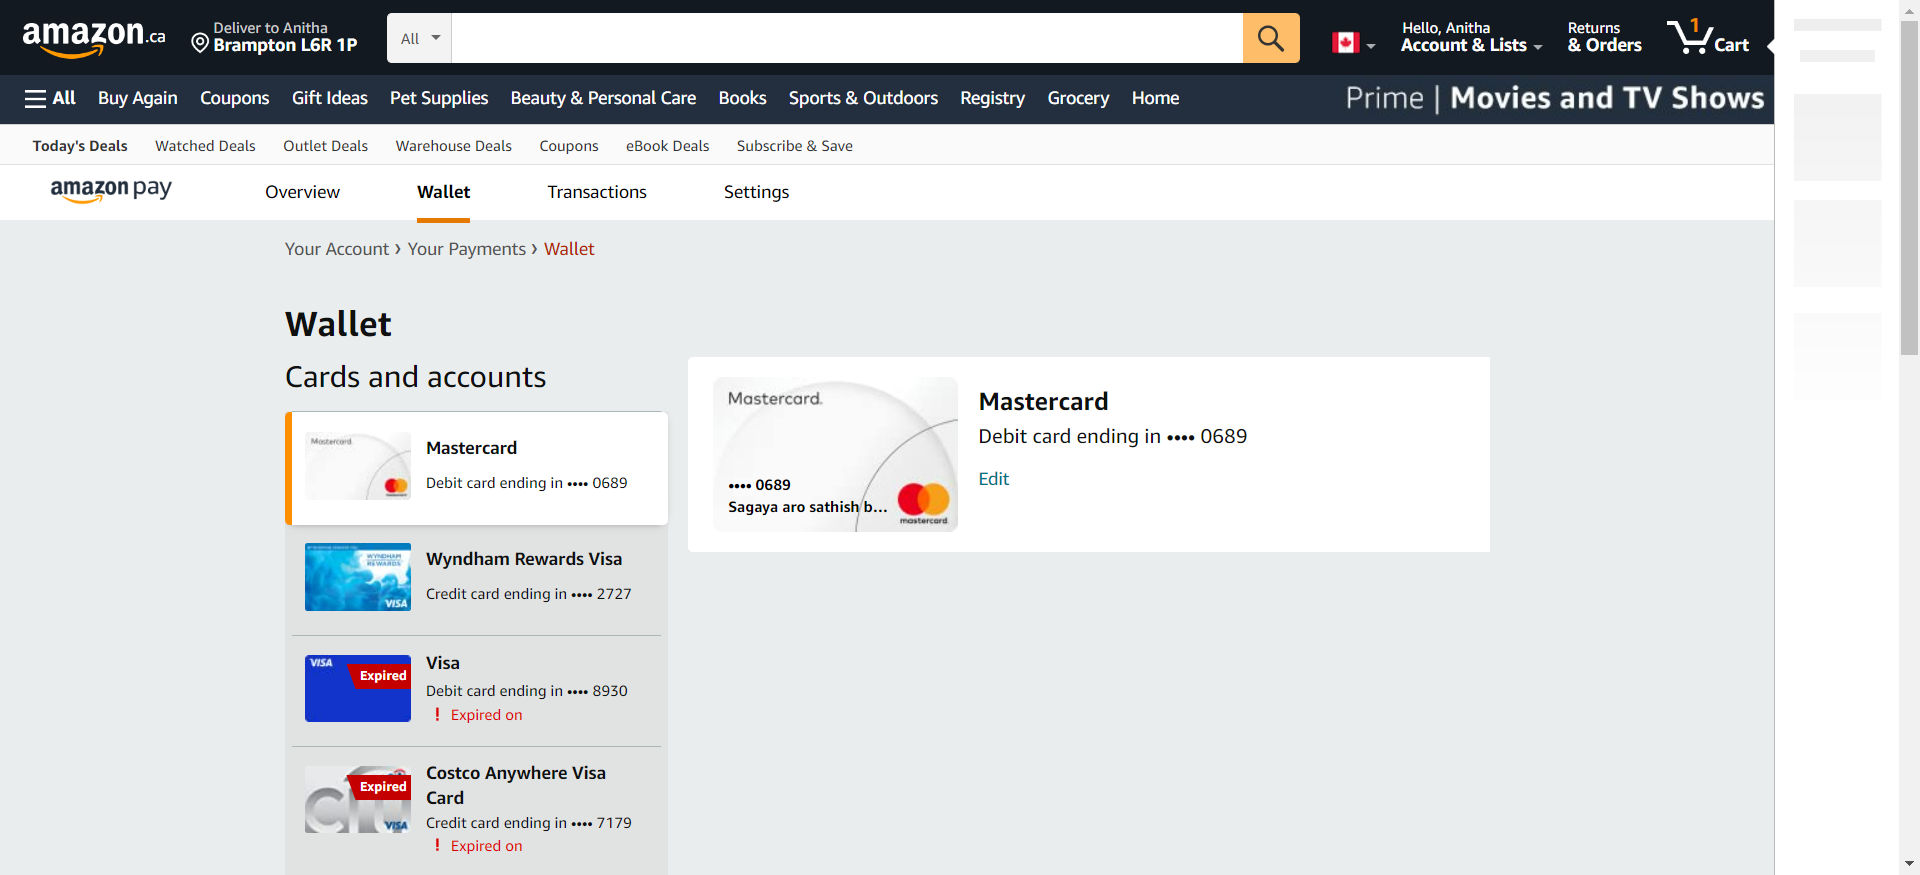 amazon.ca
Deliver to Anitha
Brampton L6R 1P
All
Hello, Anitha
Account & Lists
Returns
& Orders
1
Cart
All Buy Again Coupons Gift Ideas Pet Supplies Beauty & Personal Care Books Sports & Outdoors Registry Grocery Home
Prime | Movies and TV Shows
Today's Deals Watched Deals Outlet Deals Warehouse Deals Coupons eBook Deals Subscribe & Save
amazon pay Overview Wallet Transactions Settings
Your Account › Your Payments › Wallet
Wallet
Cards and accounts
Mastercard.
Mastercard
Debit card ending in •••• 0689
WYNDHAM
REWARDS
VISA
Wyndham Rewards Visa
Credit card ending in •••• 2727
VISA
Expired
Visa
Debit card ending in •••• 8930
! Expired on
Expired
citi
VISA
Costco Anywhere Visa
Card
Credit card ending in •••• 7179
! Expired on
Mastercard.
•••• 0689
Sagaya aro sathish b...
mastercard.
Mastercard
Debit card ending in •••• 0689
Edit